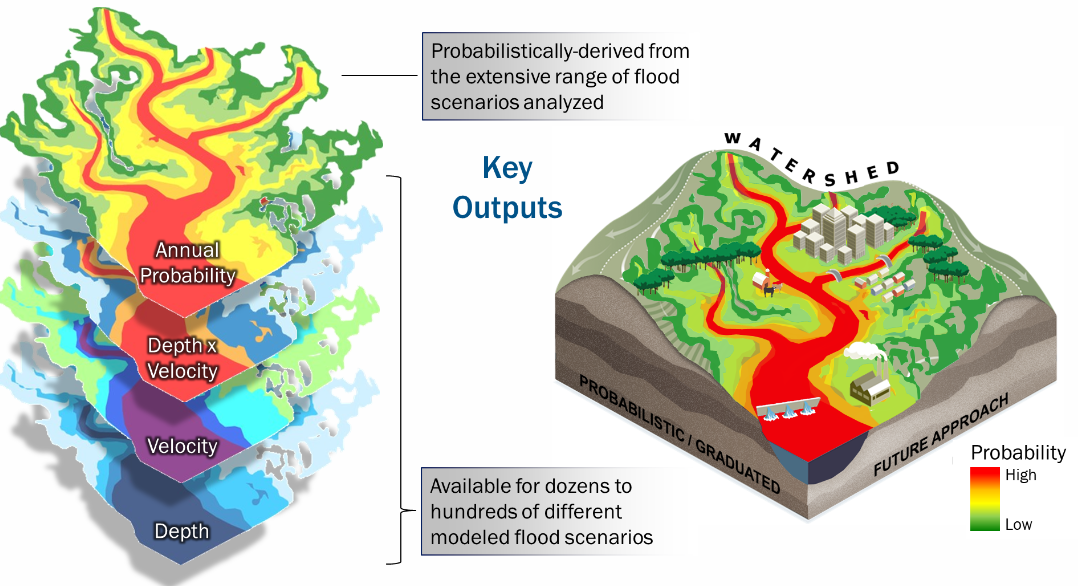 Probabilistically-derived from
the extensive range of flood
scenarios analyzed
Key
Outputs
Annual
Probability
Depth x
Velocity
Velocity
Depth
Available for dozens to
hundreds of different
modeled flood scenarios
WATERSHED
PROBABILISTIC / GRADUATED
FUTURE APPROACH
Probability
High
Low